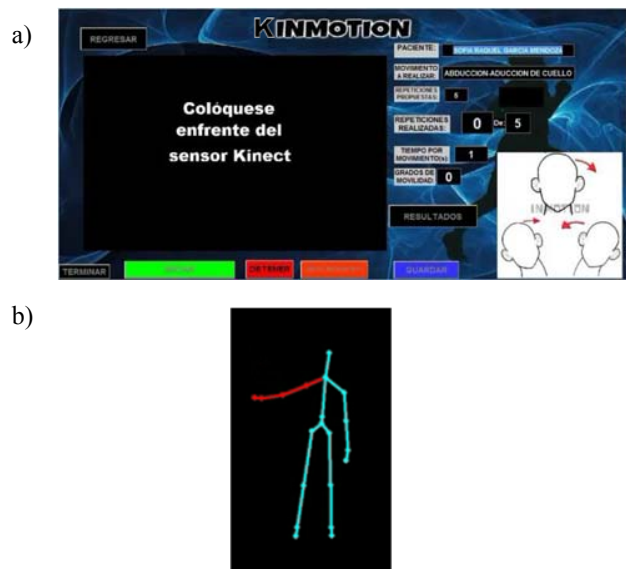 a)
KINMOTION
REGRESAR
PACIENTE: SOFIA RAQUEL GARCIA MENDOZA
MOVIMIENTO A REALIZAR: ABDUCCION-ADUCCION DE CUELLO
REPETICIONES PROPUESTAS:
REPETICIONES REALIZADAS: 0 De: 5
TIEMPO POR MOVIMIENTO(s): 1
GRADOS DE MOVILIDAD: 0
Colóquese
enfrente del
sensor Kinect
RESULTADOS
INMOTION
TERMINAR
DETENER
GUARDAR
b)